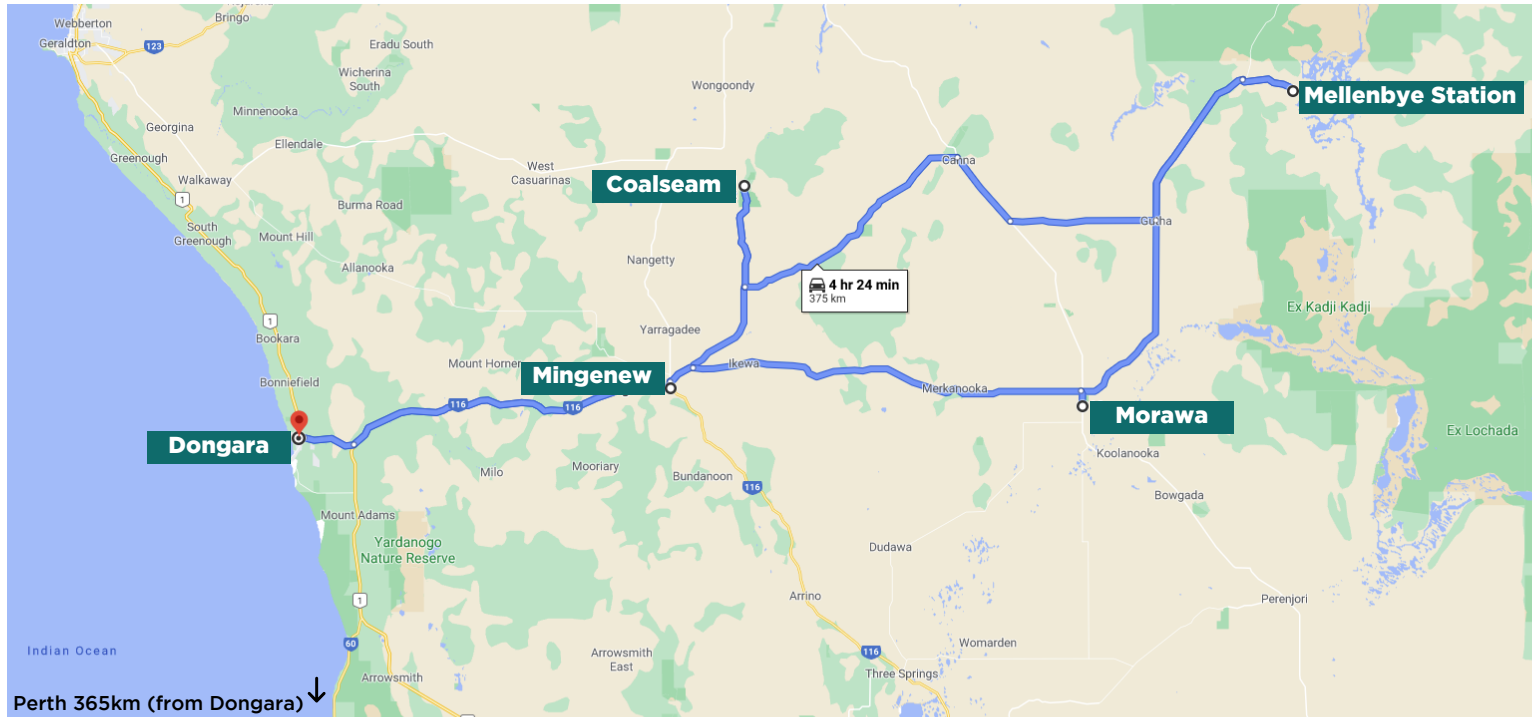 Webberton
Bringo
Geraldton
123
Eradu South
Wicherina
South
Wongoondy
Mellenbye Station
Minnenooka
Georgina
Ellendale
Greenough
West
Casuarinas
Canna
Walkaway
Coalseam
1
Burma Road
South
Greenough
Mount Hill
Gutha
Allanooka
Nangetty
4 hr 24 min
375 km
Ex Kadji Kadji
1
Bookara
Yarragadee
Mount Horner
Ikewa
Mingenew
Bonniefield
Merkanooka
116
116
Morawa
Dongara
Ex Lochada
Koolanooka
Milo
Mooriary
Bundanoon
116
Bowgada
Mount Adams
Yardanogo
Nature Reserve
Dudawa
1
Arrino
Perenjori
60
Womarden
Indian Ocean
Arrowsmith
East
116
Three Springs
Arrowsmith
Perth 365km (from Dongara)